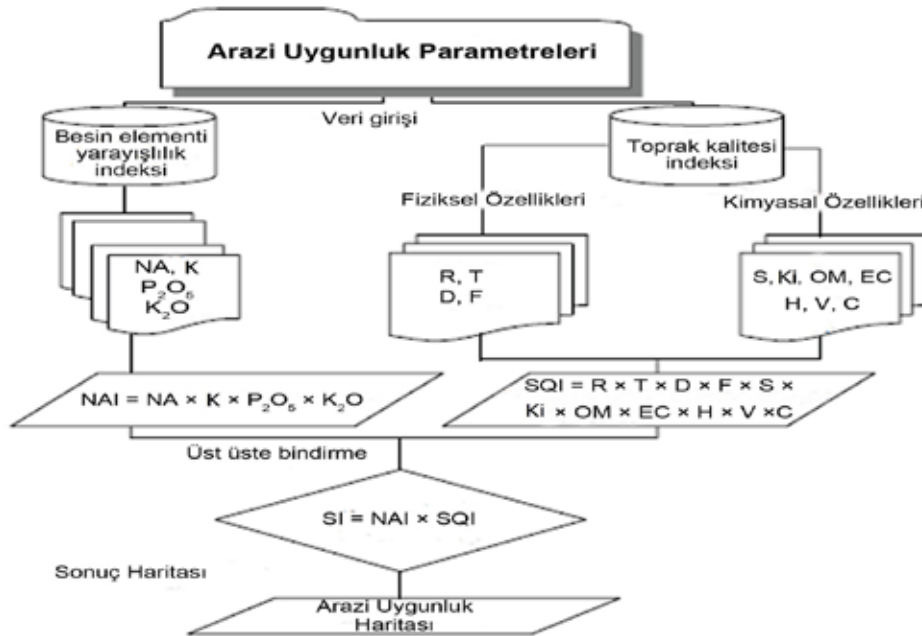 Arazi Uygunluk Parametreleri
Veri girişi
Besin elementi
yarayışlılık
indeksi
Toprak kalitesi
indeksi
Fiziksel Özellikleri
Kimyasal Özellikleri
NA, K
P₂O₅
K₂O
R, T
D, F
S, Ki, OM, EC
H, V, C
NAI = NA × K × P₂O₅ × K₂O
SQI = R × T × D × F × S ×
Ki × OM × EC × H × V × C
Üst üste bindirme
SI = NAI × SQI
Sonuç Haritası
Arazi Uygunluk
Haritası